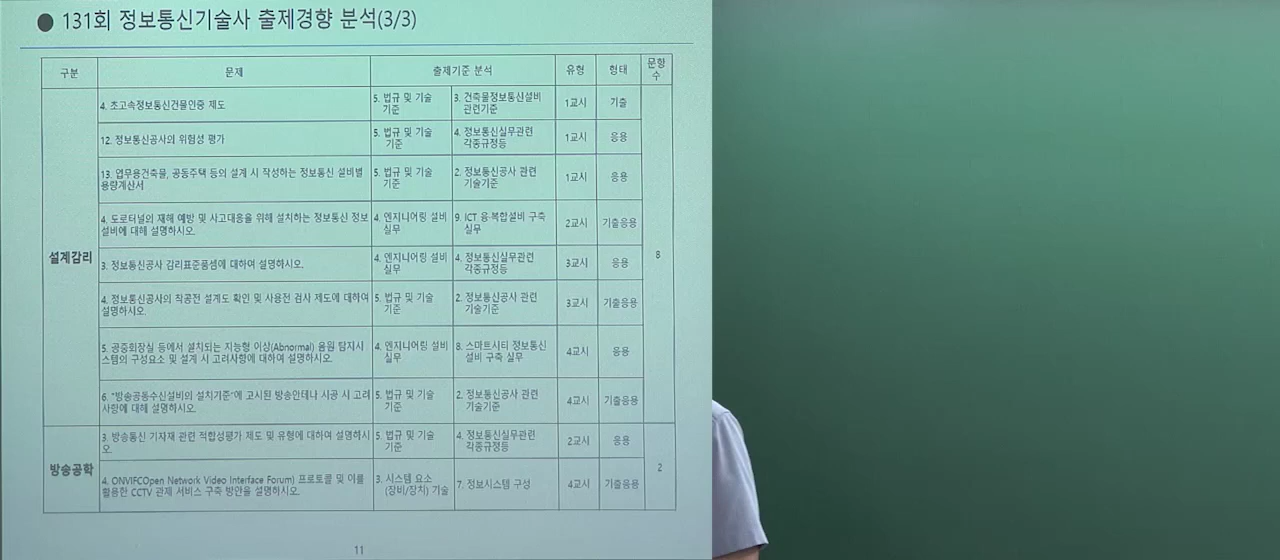 ● 131회 정보통신기술사 출제경향 분석(3/3)
구분 문제 출제기준 분석 유형 형태 문항
수
설계감리
4. 초고속정보통신건물인증 제도 5. 법규 및 기술
기준 3. 건축물정보통신설비
관련기준 1교시 기출
12. 정보통신공사의 위험성 평가 5. 법규 및 기술
기준 4. 정보통신실무관련
각종규정등 1교시 응용
13. 업무용건축물, 공동주택 등의 설계 시 작성하는 정보통신 설비별
용량계산서 5. 법규 및 기술
기준 2. 정보통신공사 관련
기술기준 1교시 응용
4. 도로터널의 재해 예방 및 사고대응을 위해 설치하는 정보통신 정보
설비에 대해 설명하시오. 4. 엔지니어링 설비
실무 9. ICT 융·복합설비 구축
실무 2교시 기출응용
3. 정보통신공사 감리표준품셈에 대하여 설명하시오. 4. 엔지니어링 설비
실무 4. 정보통신실무관련
각종규정등 3교시 응용
4. 정보통신공사의 착공전 설계도 확인 및 사용전 검사 제도에 대하여
설명하시오. 5. 법규 및 기술
기준 2. 정보통신공사 관련
기술기준 3교시 기출응용
5. 공중화장실 등에서 설치되는 지능형 이상(Abnormal) 음원 탐지시
스템의 구성요소 및 설계 시 고려사항에 대하여 설명하시오. 4. 엔지니어링 설비
실무 8. 스마트시티 정보통신
설비 구축 실무 4교시 응용
6. "방송공동수신설비의 설치기준"에 고시된 방송안테나 시공 시 고려
사항에 대해 설명하시오. 5. 법규 및 기술
기준 2. 정보통신공사 관련
기술기준 4교시 기출응용
8
방송공학
3. 방송통신 기자재 관련 적합성평가 제도 및 유형에 대하여 설명하시
오. 5. 법규 및 기술
기준 4. 정보통신실무관련
각종규정등 2교시 응용
4. ONVIFCOpen Network Video Interface Forum) 프로토콜 및 이를
활용한 CCTV 관제 서비스 구축 방안을 설명하시오. 3. 시스템 요소
(장비/장치) 기술 7. 정보시스템 구성 4교시 기출응용
2
11